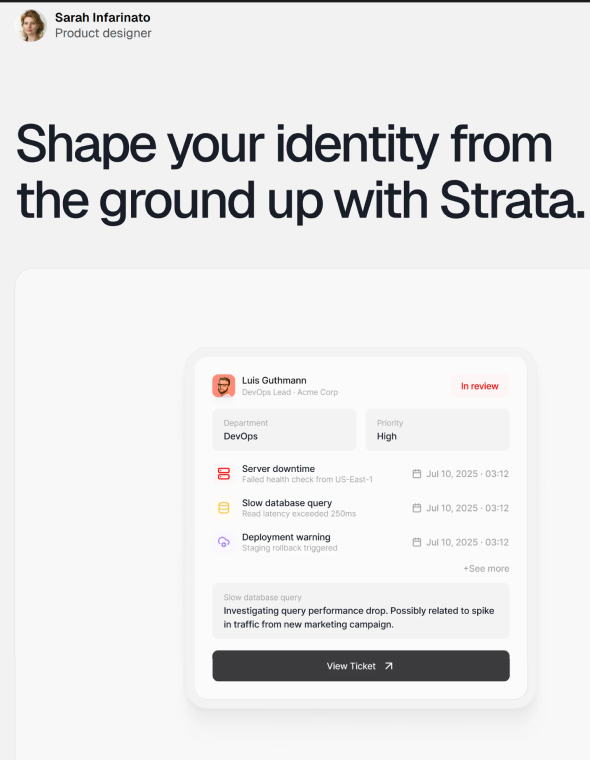 Sarah Infarinato
Product designer
Shape your identity from
the ground up with Strata.
Luis Guthmann
DevOps Lead · Acme Corp
In review
Department
DevOps
Priority
High
Server downtime
Failed health check from US-East-1
Jul 10, 2025 · 03:12
Slow database query
Read latency exceeded 250ms
Jul 10, 2025 · 03:12
Deployment warning
Staging rollback triggered
Jul 10, 2025 · 03:12
+See more
Slow database query
Investigating query performance drop. Possibly related to spike
in traffic from new marketing campaign.
View Ticket